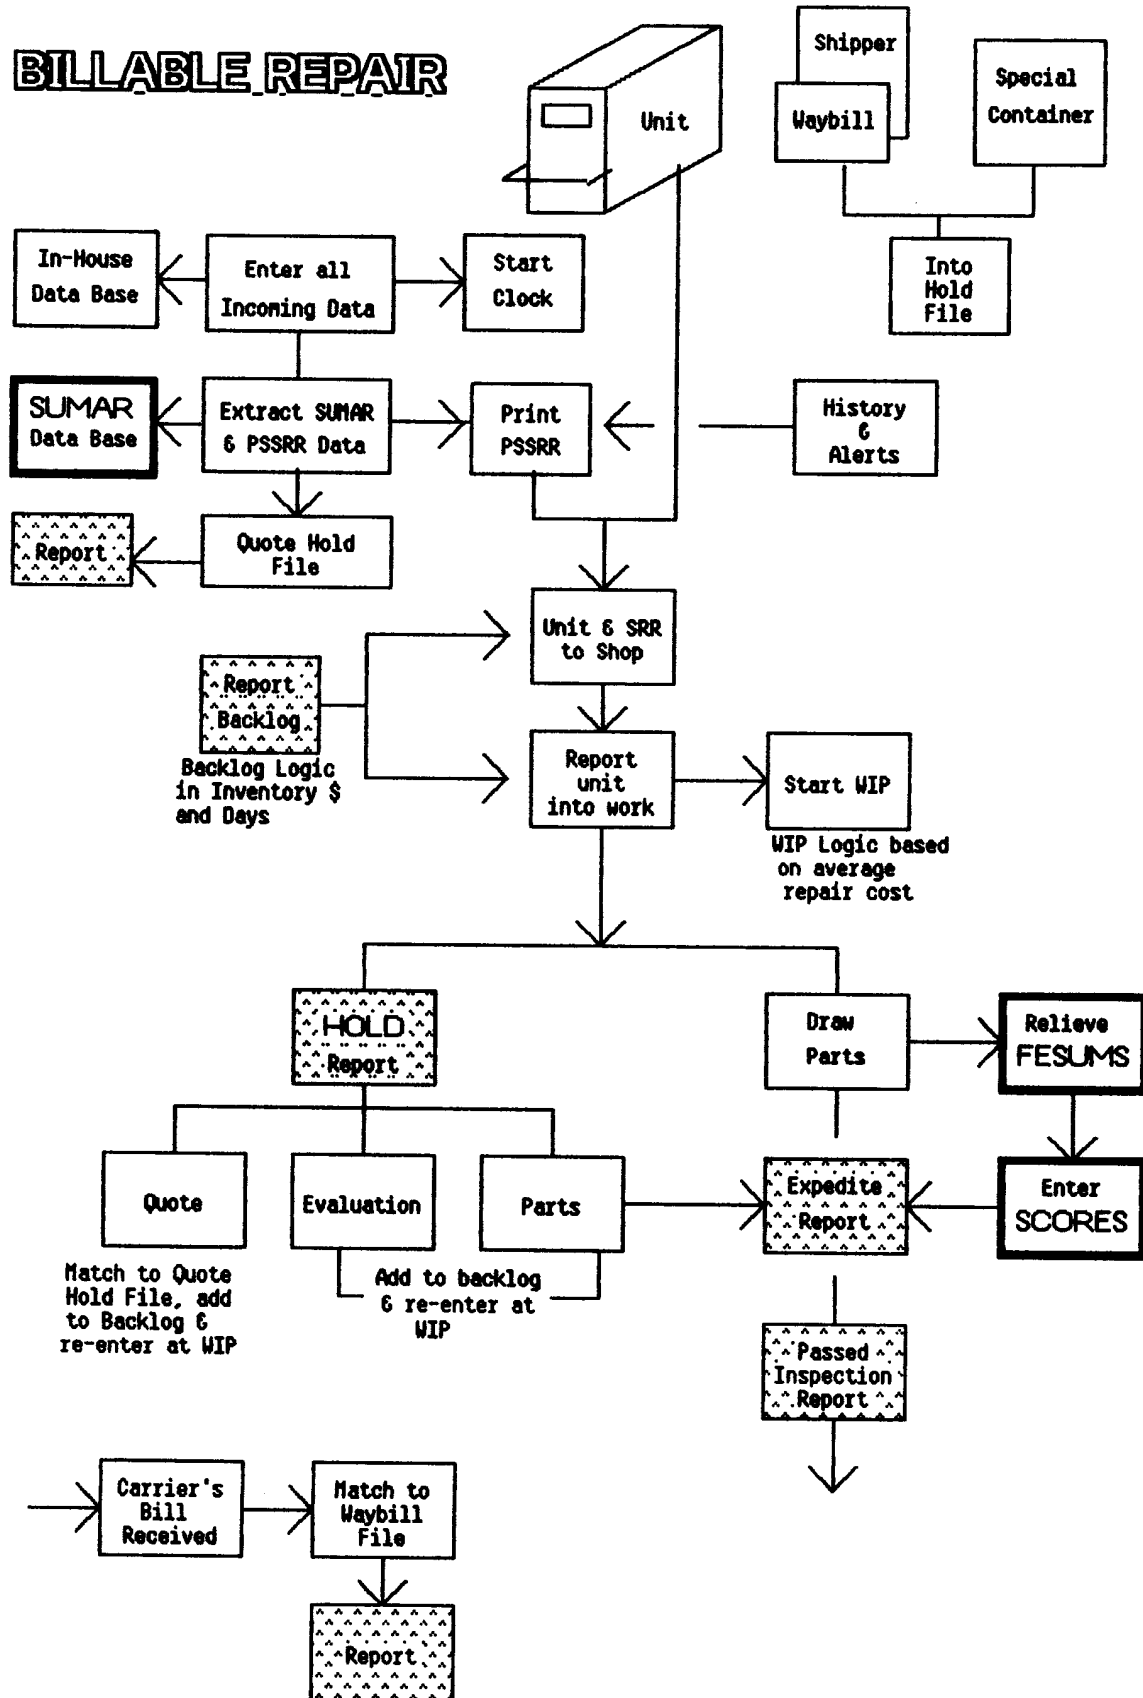 BILLABLE REPAIR
Unit
Shipper
Waybill
Special
Container
Into
Hold
File
In-House
Data Base
Enter all
Incoming Data
Start
Clock
SUMAR
Data Base
Extract SUMAR
& PSSRR Data
Print
PSSRR
History
&
Alerts
Report
Quote Hold
File
Unit & SRR
to Shop
Report
Backlog
Backlog Logic
in Inventory $
and Days
Report
unit
into work
Start WIP
WIP Logic based
on average
repair cost
HOLD
Report
Draw
Parts
Relieve
FESUMS
Quote
Evaluation
Parts
Expedite
Report
Enter
SCORES
Match to Quote
Hold File, add
to Backlog &
re-enter at WIP
Add to backlog
& re-enter at
WIP
Passed
Inspection
Report
Carrier's
Bill
Received
Match to
Waybill
File
Report